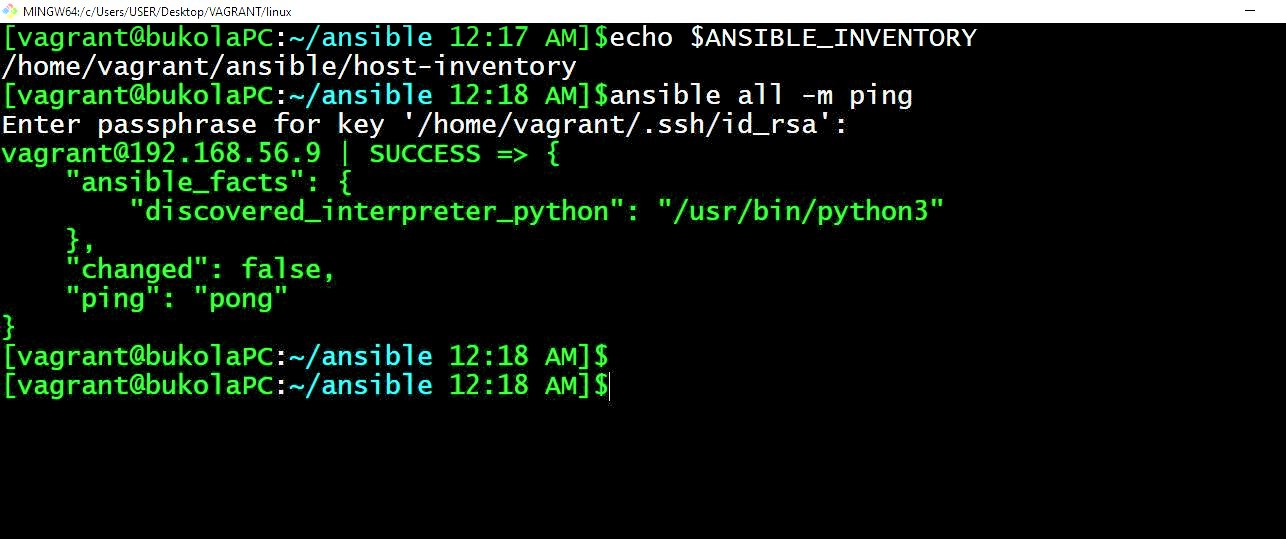 MINGW64:/c/Users/USER/Desktop/VAGRANT/linux
[vagrant@bukolaPC:~/ansible 12:17 AM]$echo $ANSIBLE_INVENTORY
/home/vagrant/ansible/host-inventory
[vagrant@bukolaPC:~/ansible 12:18 AM]$ansible all -m ping
Enter passphrase for key '/home/vagrant/.ssh/id_rsa':
vagrant@192.168.56.9 | SUCCESS => {
    "ansible_facts": {
        "discovered_interpreter_python": "/usr/bin/python3"
    },
    "changed": false,
    "ping": "pong"
}
[vagrant@bukolaPC:~/ansible 12:18 AM]$
[vagrant@bukolaPC:~/ansible 12:18 AM]$